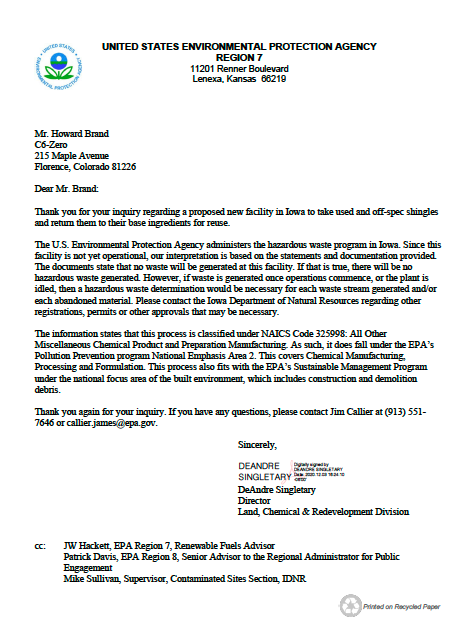 UNITED STATES ENVIRONMENTAL PROTECTION AGENCY
REGION 7
11201 Renner Boulevard
Lenexa, Kansas 66219
Mr. Howard Brand
C6-Zero
215 Maple Avenue
Florence, Colorado 81226
Dear Mr. Brand:
Thank you for your inquiry regarding a proposed new facility in Iowa to take used and off-spec shingles
and return them to their base ingredients for reuse.
The U.S. Environmental Protection Agency administers the hazardous waste program in Iowa. Since this
facility is not yet operational, our interpretation is based on the statements and documentation provided.
The documents state that no waste will be generated at this facility. If that is true, there will be no
hazardous waste generated. However, if waste is generated once operations commence, or the plant is
idled, then a hazardous waste determination would be necessary for each waste stream generated and/or
each abandoned material. Please contact the Iowa Department of Natural Resources regarding other
registrations, permits or other approvals that may be necessary.
The information states that this process is classified under NAICS Code 325998: All Other
Miscellaneous Chemical Product and Preparation Manufacturing. As such, it does fall under the EPA's
Pollution Prevention program National Emphasis Area 2. This covers Chemical Manufacturing,
Processing and Formulation. This process also fits with the EPA's Sustainable Management Program
under the national focus area of the built environment, which includes construction and demolition
debris.
Thank you again for your inquiry. If you have any questions, please contact Jim Callier at (913) 551-
7646 or callier.james@epa.gov.
Sincerely,
DEANDRE
SINGLETARY
Digitally signed by
DEANDRE SINGLETARY
Date: 2020.12.03
DeAndre Singletary
Director
Land, Chemical & Redevelopment Division
cc: JW Hackett, EPA Region 7, Renewable Fuels Advisor
Patrick Davis, EPA Region 8, Senior Advisor to the Regional Administrator for Public
Engagement
Mike Sullivan, Supervisor, Contaminated Sites Section, IDNR
Printed on Recycled Paper